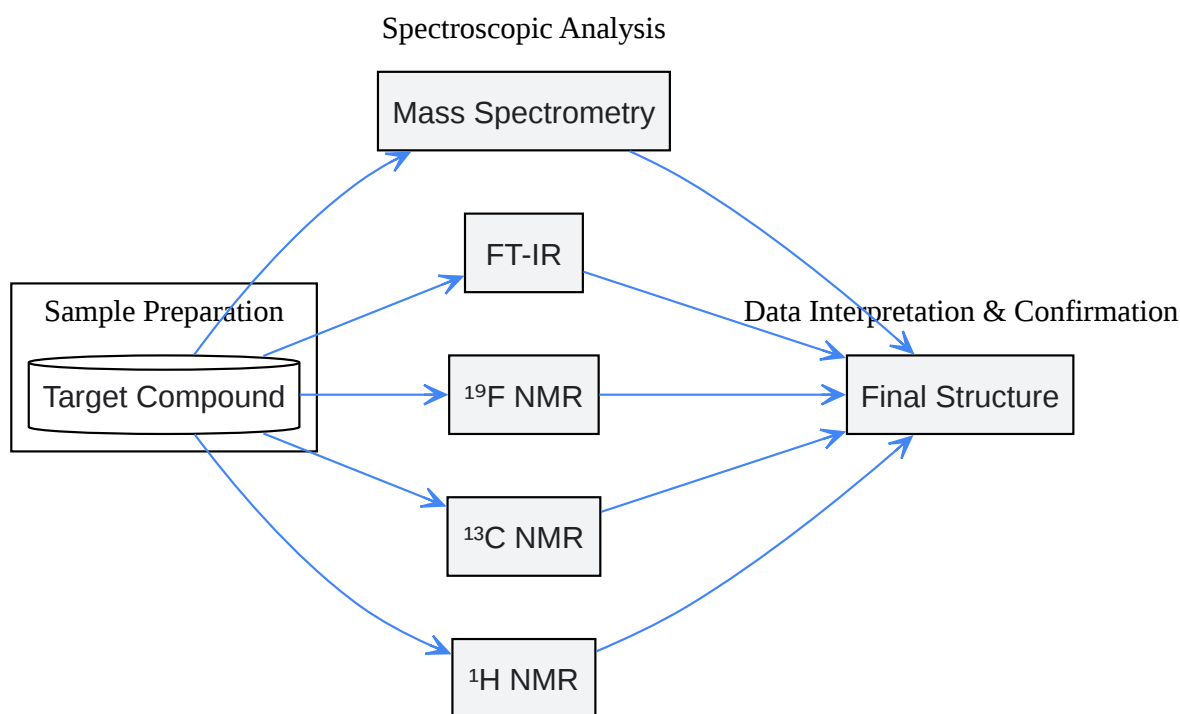 Spectroscopic Analysis
Mass Spectrometry
FT-IR
Sample Preparation
Data Interpretation & Confirmation
Target Compound
¹⁹F NMR
Final Structure
¹³C NMR
¹H NMR